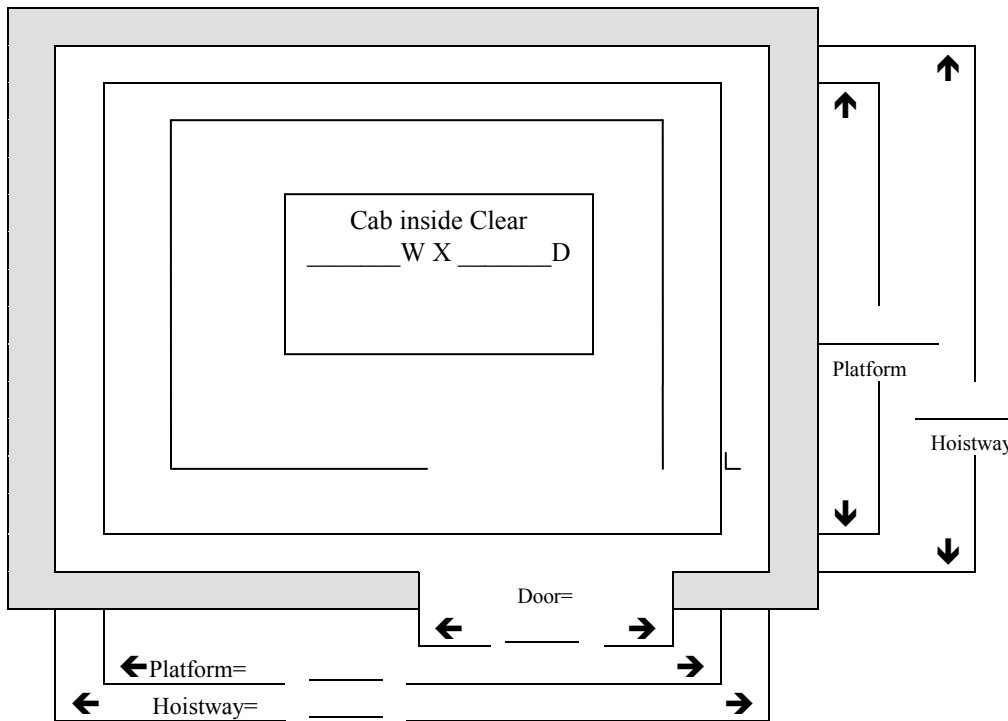 Cab inside Clear
_______W X _______D
Platform
Hoistway
Door=
Platform=
Hoistway=